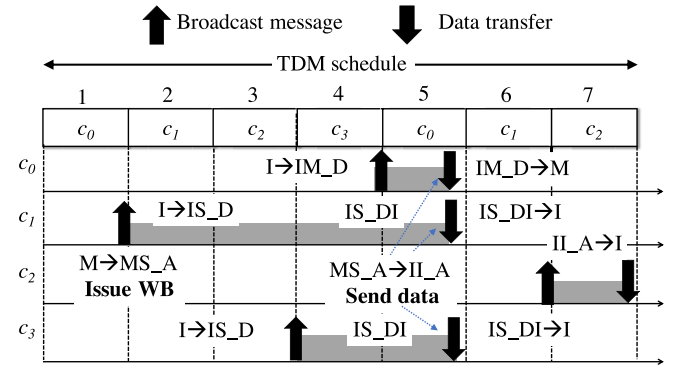 Broadcast message Data transfer
TDM schedule
1 2 3 4 5 6 7
c₀ c₁ c₂ c₃ c₀ c₁ c₂
c₀ I→IM_D IM_D→M
c₁ I→IS_D IS_DI IS_DI→I
II_A→I
c₂ M→MS_A MS_A→II_A
Issue WB Send data
c₃ I→IS_D IS_DI IS_DI→I